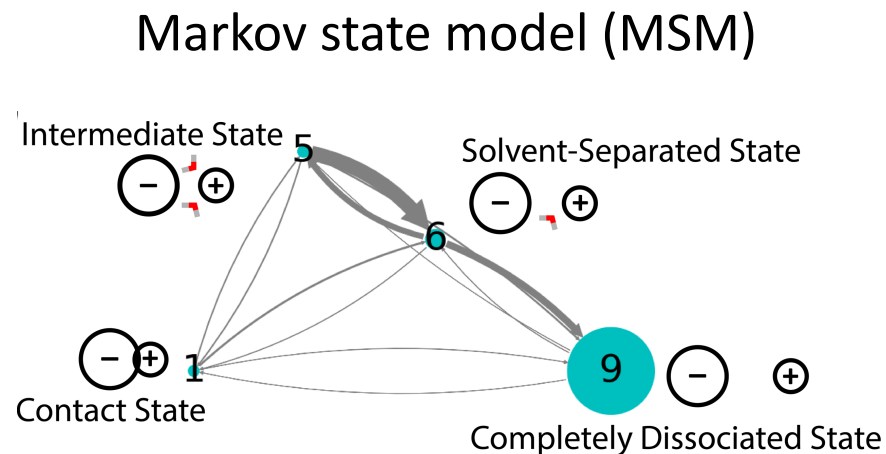 Markov state model (MSM)
Intermediate State
5
Solvent-Separated State
−
+
−
+
6
−
+
1
9
−
+
Contact State
Completely Dissociated State